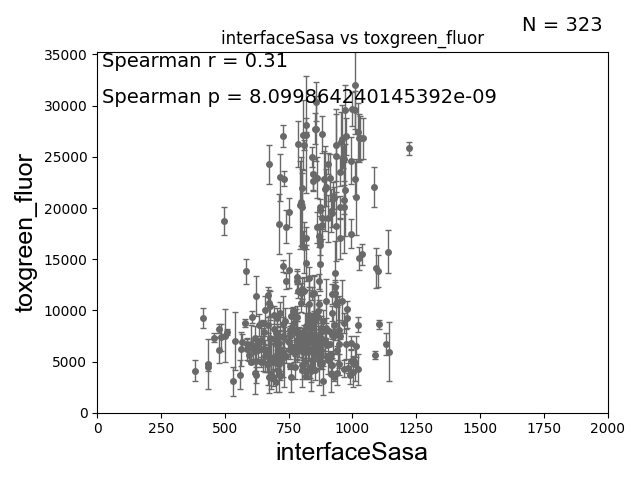 N = 323
interfaceSasa vs toxgreen_fluor
Spearman r = 0.31
Spearman p = 8.099864240145392e-09
toxgreen_fluor
35000
30000
25000
20000
15000
10000
5000
0
0 250 500 750 1000 1250 1500 1750 2000
interfaceSasa